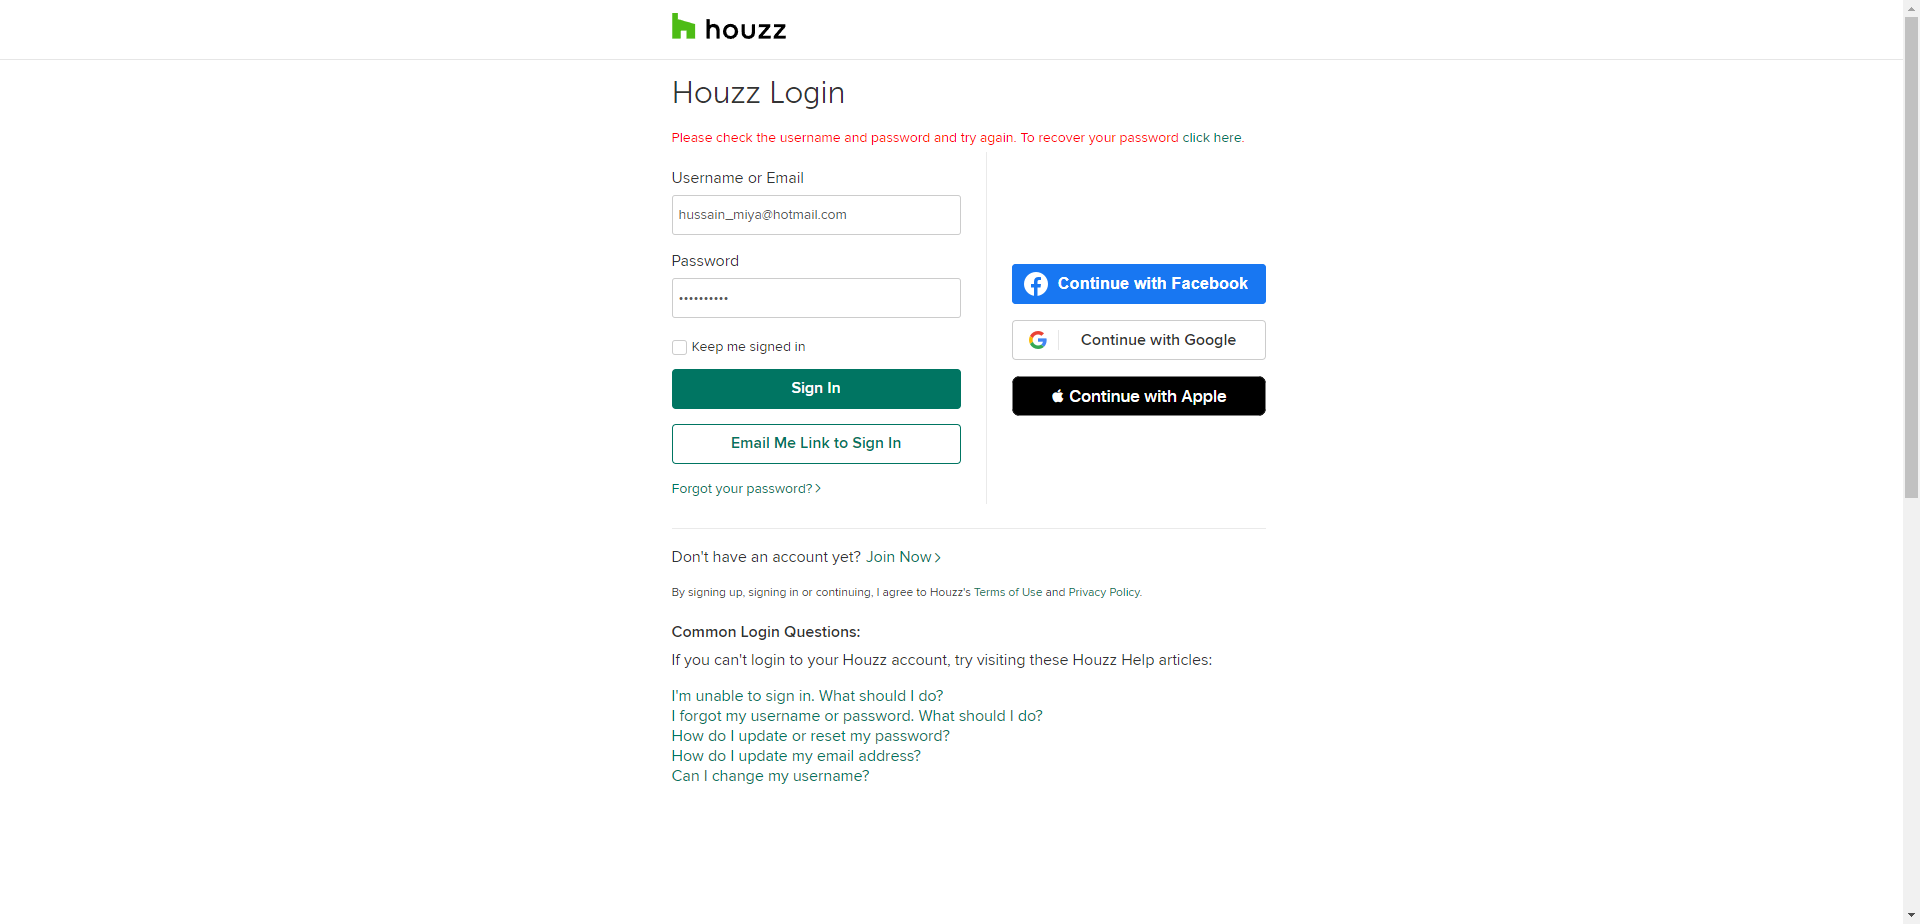 houzz
Houzz Login
Please check the username and password and try again. To recover your password click here.
Username or Email
hussain_miya@hotmail.com
Password
••••••••••
Keep me signed in
Sign In
Email Me Link to Sign In
Forgot your password?
Continue with Facebook
Continue with Google
Continue with Apple
Don't have an account yet? Join Now
By signing up, signing in or continuing, I agree to Houzz's Terms of Use and Privacy Policy.
Common Login Questions:
If you can't login to your Houzz account, try visiting these Houzz Help articles:
I'm unable to sign in. What should I do?
I forgot my username or password. What should I do?
How do I update or reset my password?
How do I update my email address?
Can I change my username?